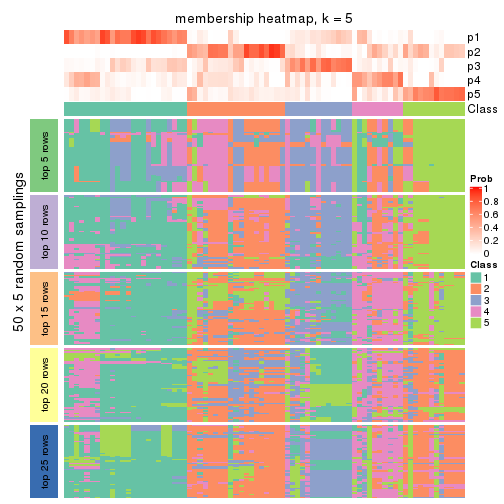 membership heatmap, k = 5
p1
p2
p3
p4
p5
Class
50 x 5 random samplings
top 5 rows
top 10 rows
top 15 rows
top 20 rows
top 25 rows
Prob
1
0.8
0.6
0.4
0.2
0
Class
1
2
3
4
5